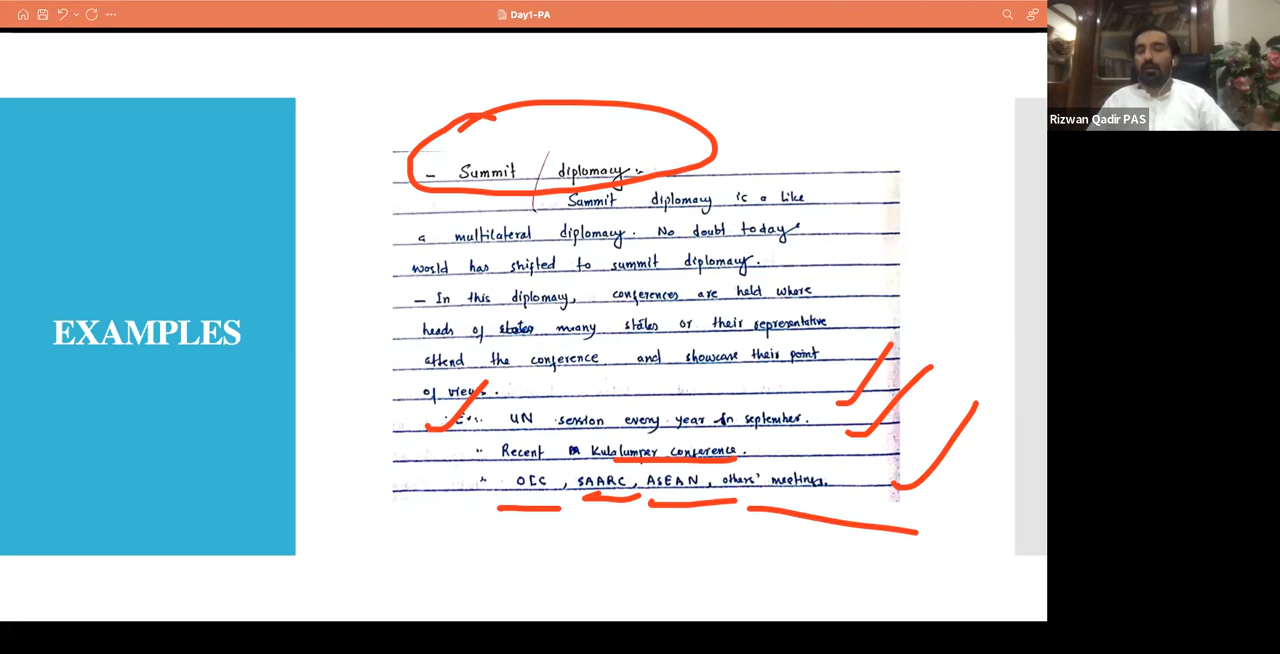 Day1-PA
Rizwan Qadir PAS
EXAMPLES
- Summit diplomacy :-
Summit diplomacy is a like
a multilateral diplomacy. No doubt today
world has shifted to summit diplomacy.
- In this diplomacy, conferences are held where
heads of states many states or their representative
attend the conference and showcase their point
of views.
UN session every year in september.
Recent Kulalumper conference.
OIC, SAARC, ASEAN, others' meetings.